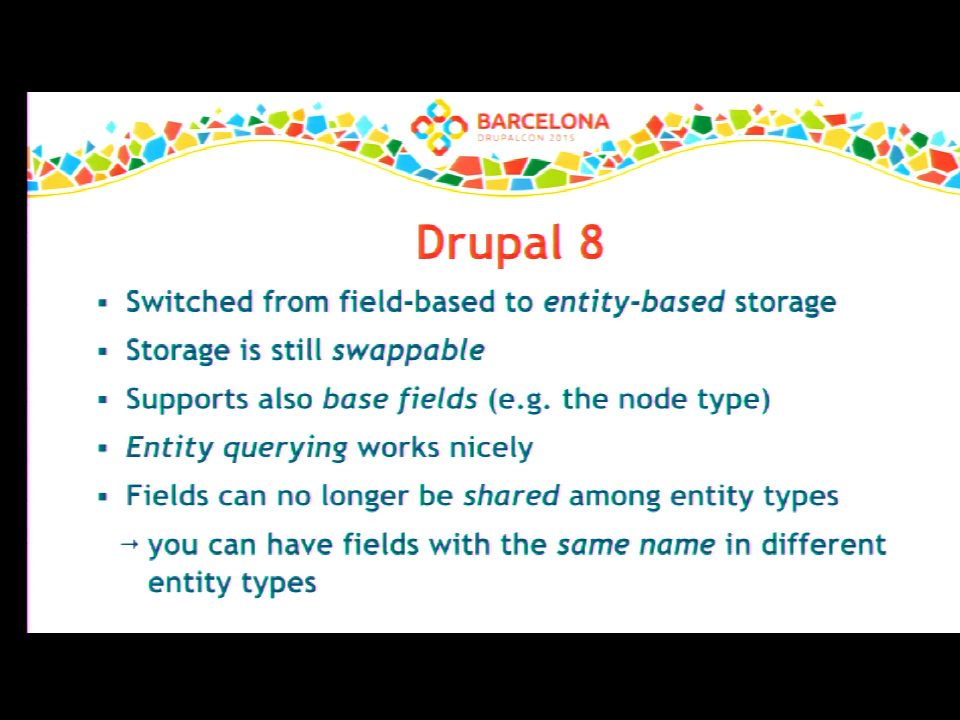 BARCELONA
DRUPALCON 2015
Drupal 8
▪ Switched from field-based to entity-based storage
▪ Storage is still swappable
▪ Supports also base fields (e.g. the node type)
▪ Entity querying works nicely
▪ Fields can no longer be shared among entity types
→ you can have fields with the same name in different
entity types